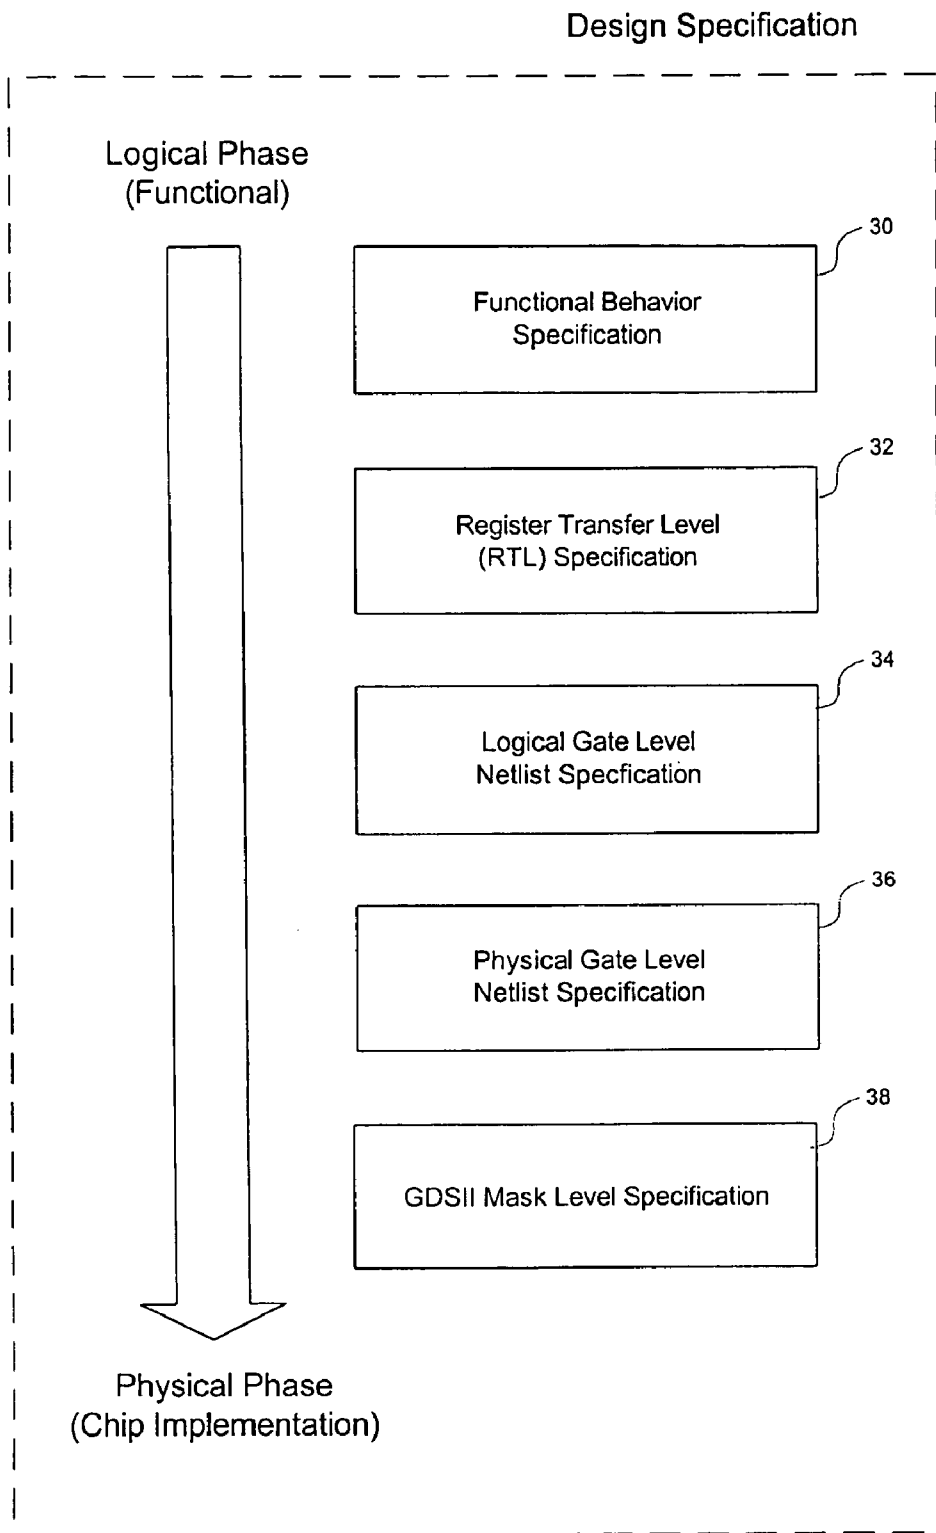 Design Specification
Logical Phase
(Functional)
30
Functional Behavior
Specification
32
Register Transfer Level
(RTL) Specification
34
Logical Gate Level
Netlist Specfication
36
Physical Gate Level
Netlist Specification
38
GDSII Mask Level Specification
Physical Phase
(Chip Implementation)